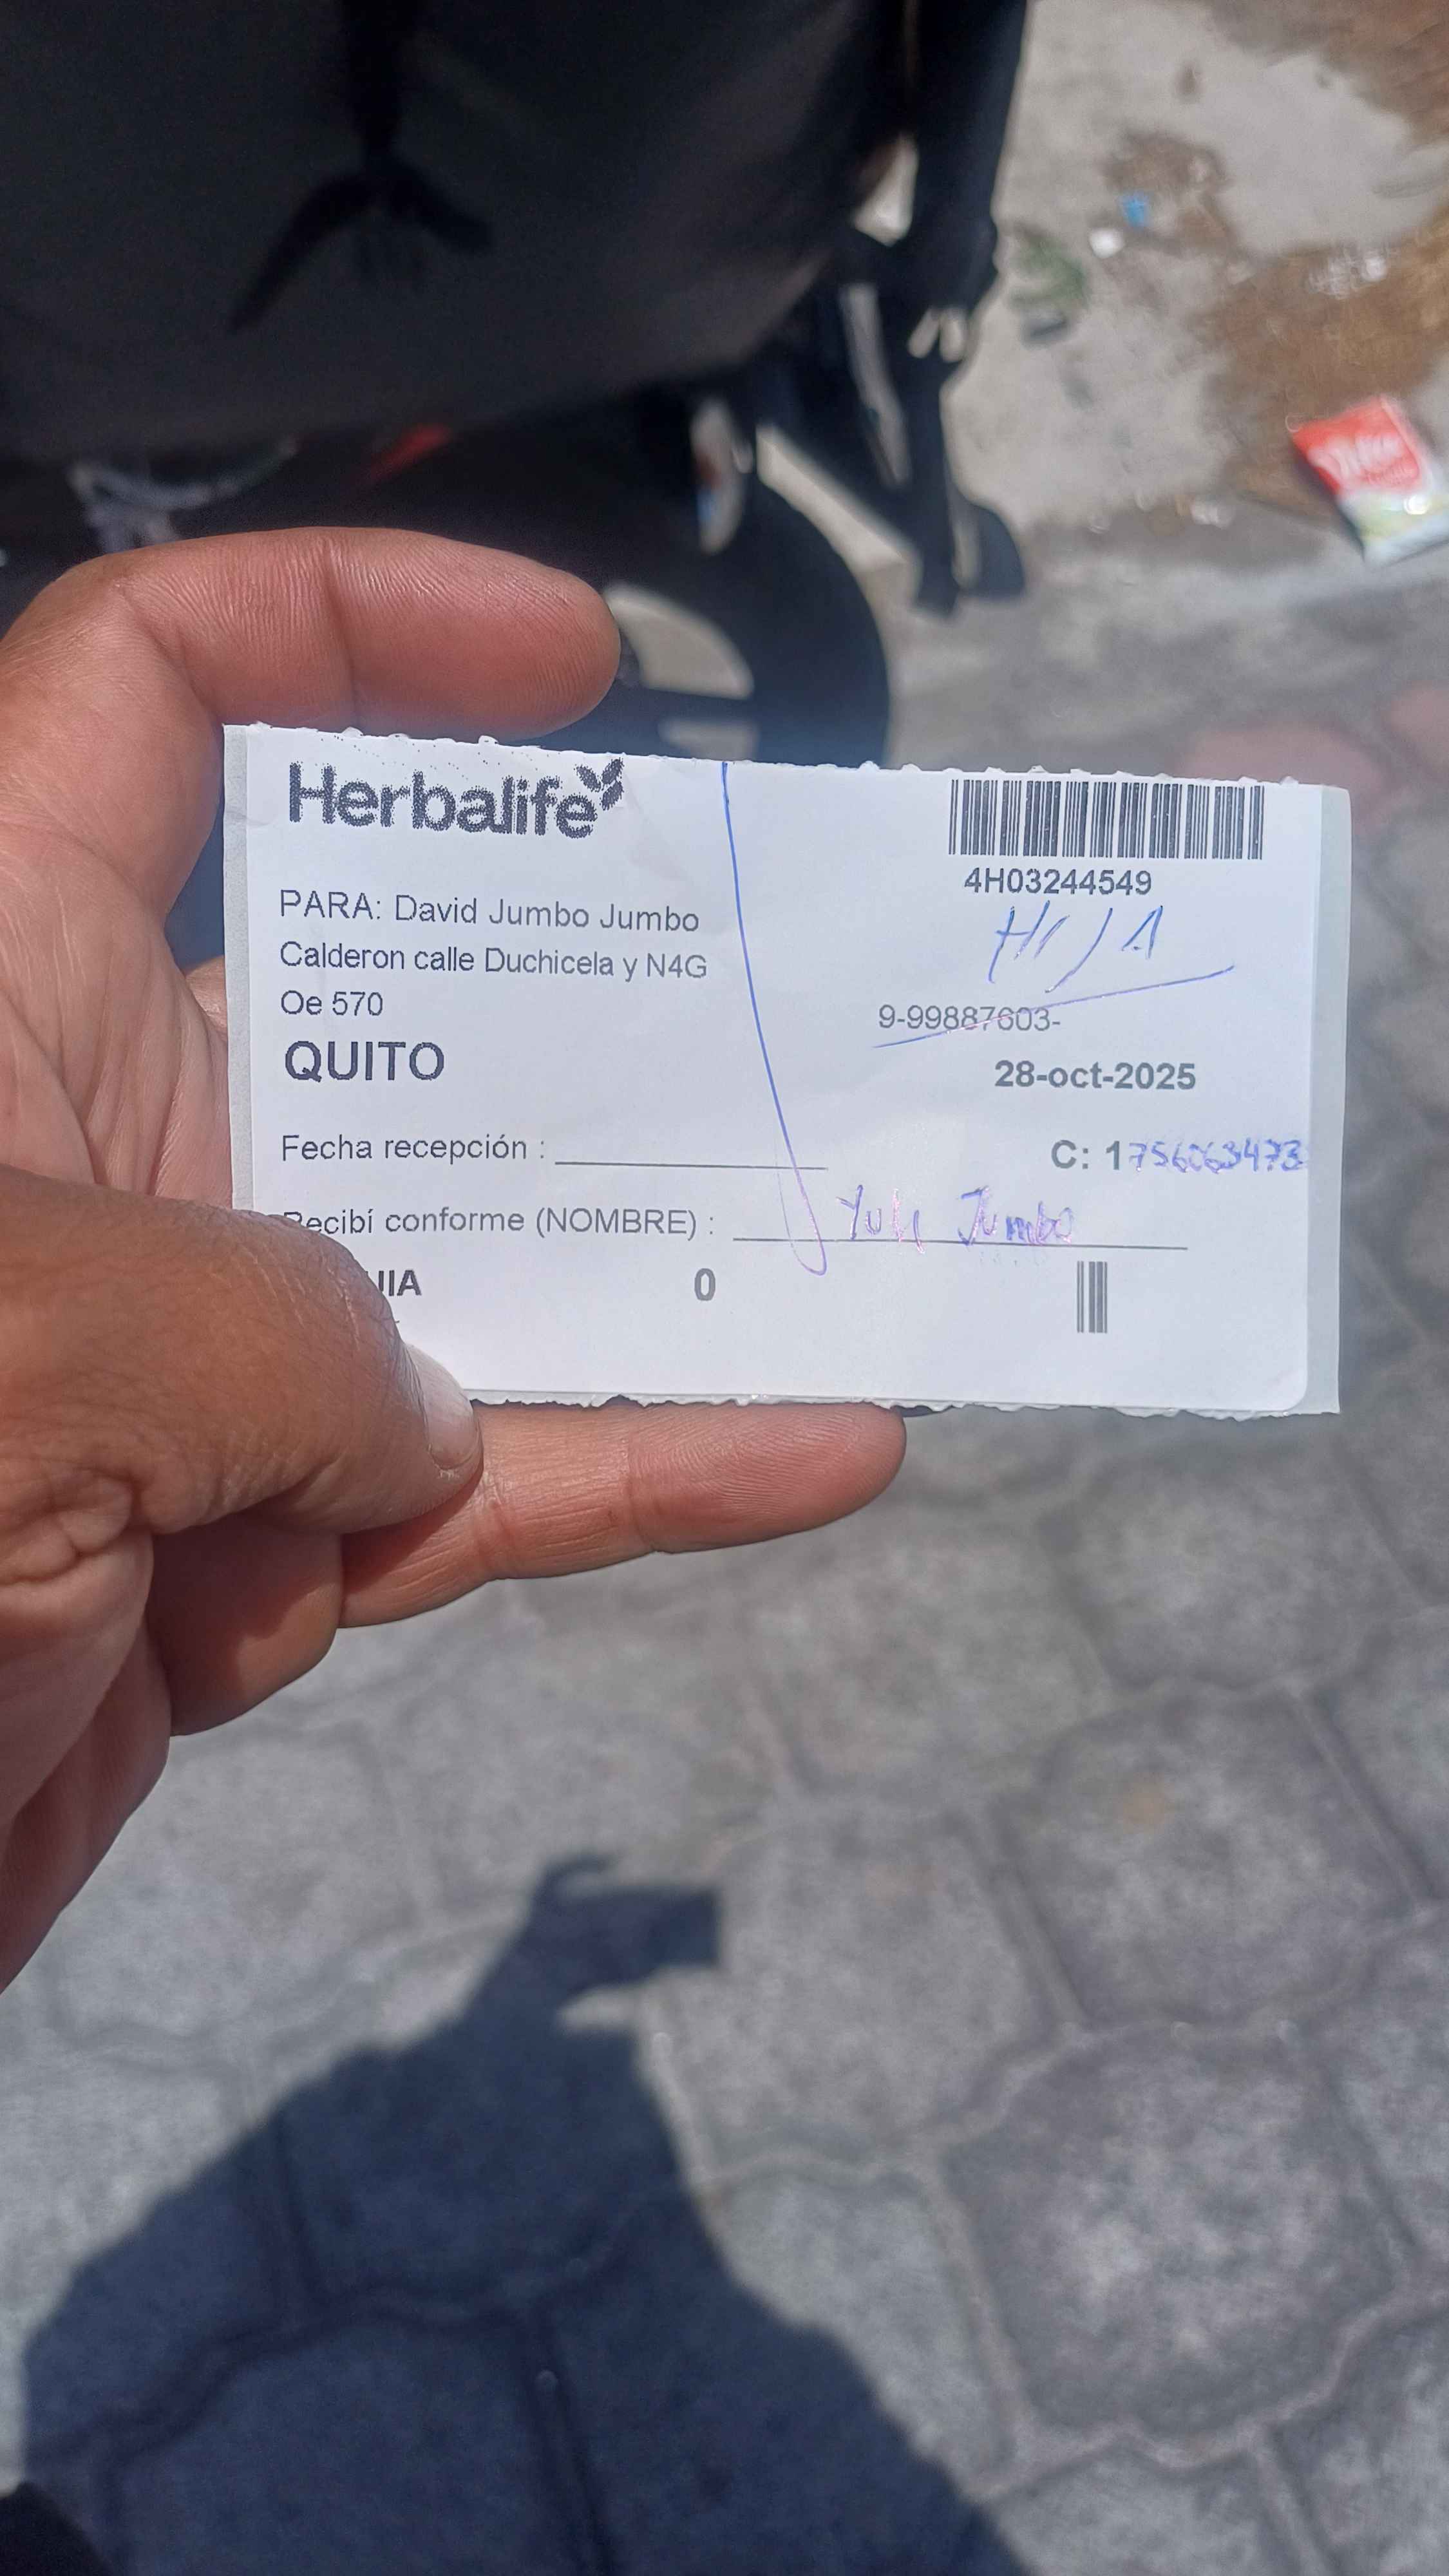 Herbalife
4H03244549
HIJA
PARA: David Jumbo Jumbo
Calderon calle Duchicela y N4G
Oe 570
9-99887603-
QUITO
28-oct-2025
Fecha recepción :
C: 1756063473
Recibí conforme (NOMBRE) : Jumbo
0